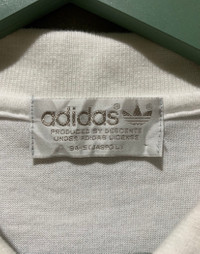 adidas
PRODUCED BY DESCENTE
UNDER ADIDAS LICENSE